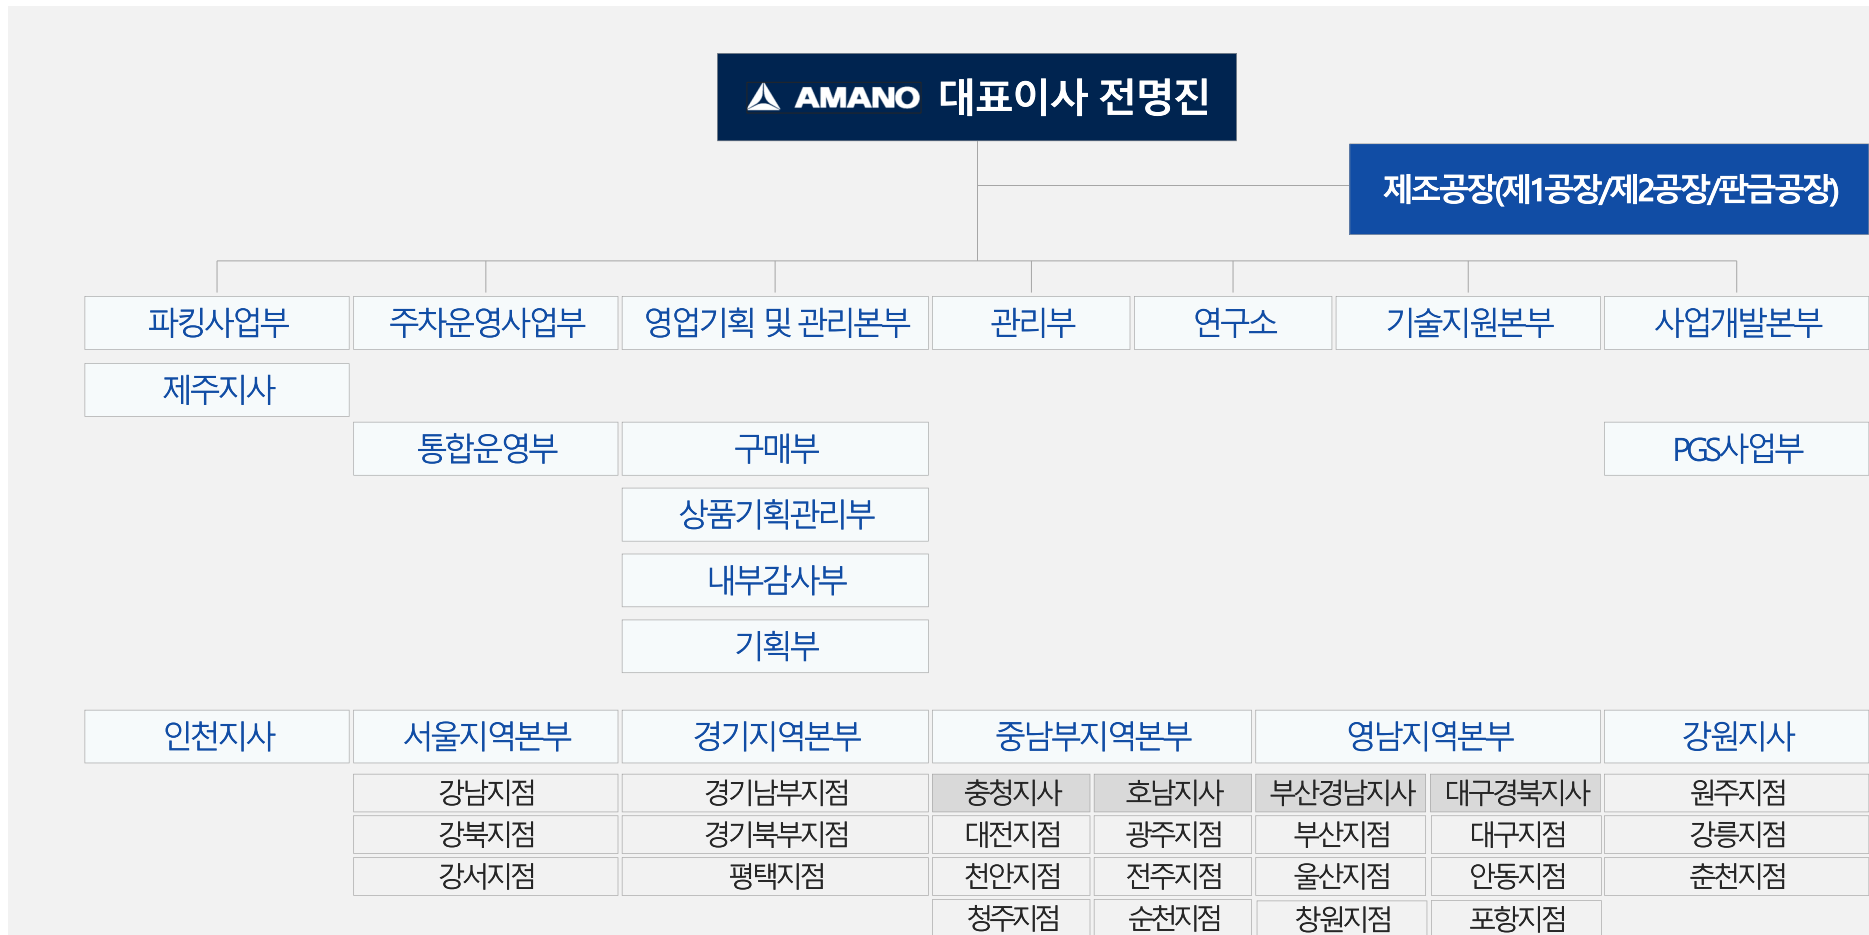 AMANO 대표이사 전명진
제조공장(제1공장/제2공장/판금공장)
파킹사업부 주차운영사업부 영업기획 및 관리본부 관리부 연구소 기술지원본부 사업개발본부
제주지사
통합운영부 구매부 PGS사업부
상품기획관리부
내부감사부
기획부
인천지사 서울지역본부 경기지역본부 중남부지역본부 영남지역본부 강원지사
강남지점 경기남부지점 충청지사 호남지사 부산경남지사 대구경북지사 원주지점
강북지점 경기북부지점 대전지점 광주지점 부산지점 대구지점 강릉지점
강서지점 평택지점 천안지점 전주지점 울산지점 안동지점 춘천지점
청주지점 순천지점 창원지점 포항지점